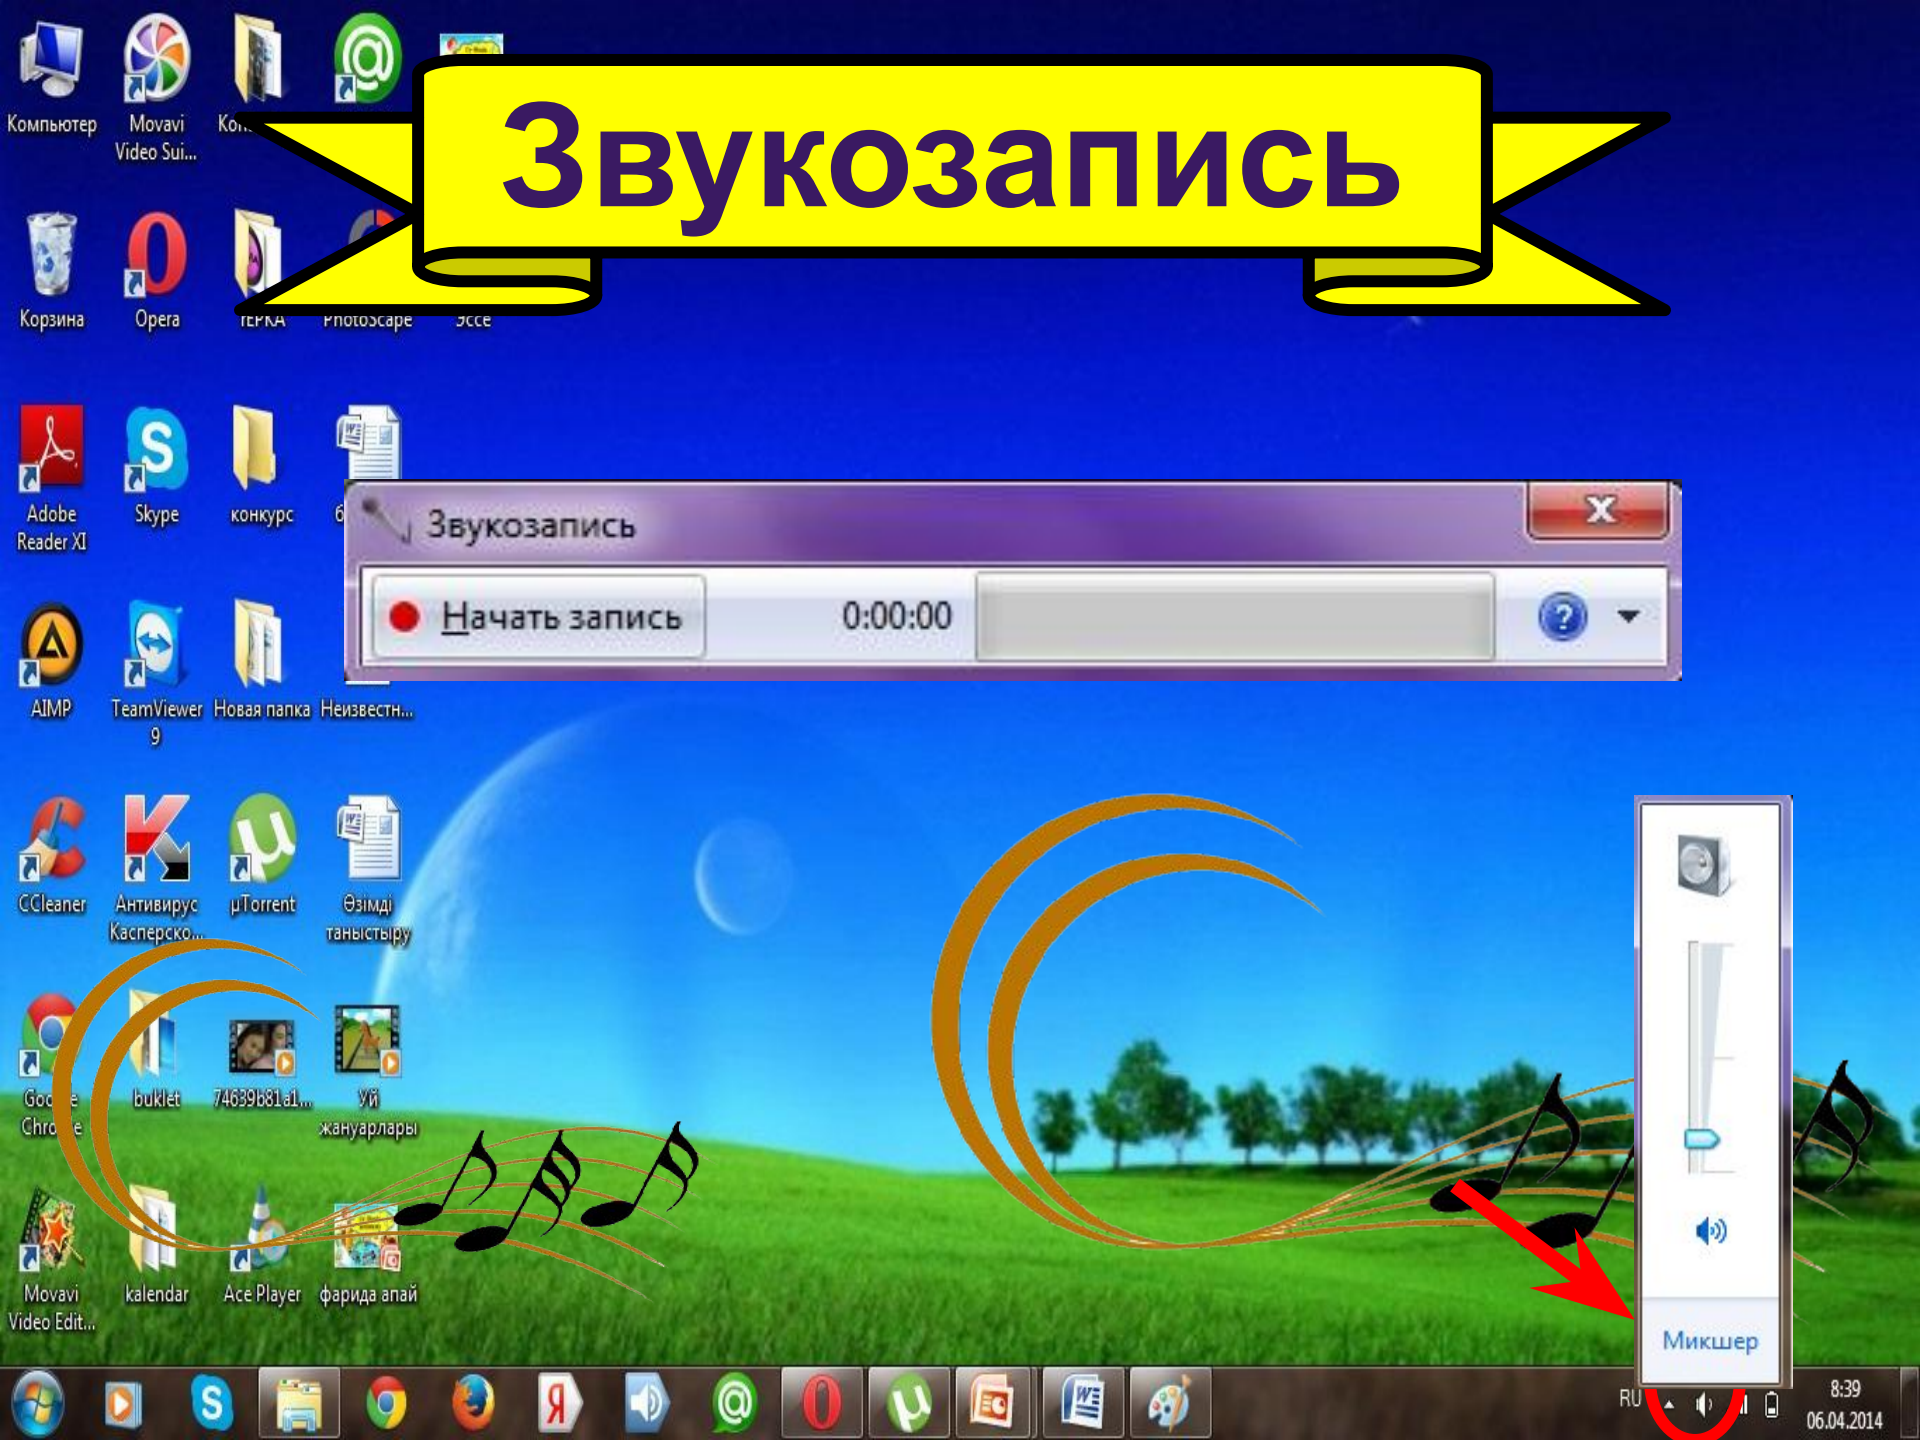 Звукозапись
Компьютер
Movavi
Video Sui...
Корзина
Opera
PhotoScape
Эссе
Adobe
Reader XI
Skype
конкурс
Звукозапись
Начать запись
0:00:00
AIMP
TeamViewer
9
Новая папка
Неизвестн...
CCleaner
Антивирус
Касперско...
µTorrent
Өзімді
таныстыру
buklet
74639b81a1...
Үй
жануарлары
Movavi
Video Edit...
kalendar
Ace Player
фарида апай
Микшер
RU
8:39
06.04.2014